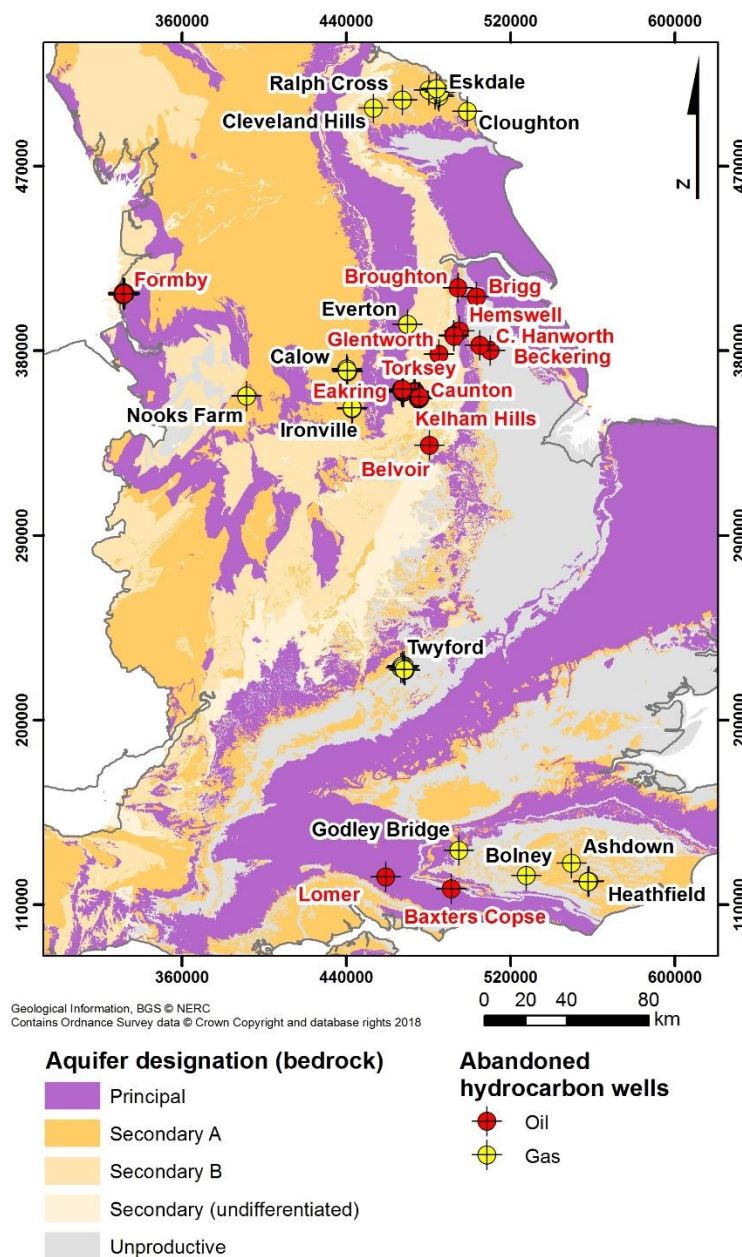 360000 440000 520000 600000
Ralph Cross
Eskdale
Cleveland Hills
Cloughton
N
470000
470000
Formby
Broughton
Brigg
Everton
Hemswell
Glentworth
C. Hanworth
380000
380000
Calow
Torksey
Beckering
Eakring
Caunton
Nooks Farm
Ironville
Kelham Hills
Belvoir
290000
290000
Twyford
200000
200000
Godley Bridge
Bolney
Ashdown
Lomer
Baxters Copse
Heathfield
110000
110000
360000 440000 520000 600000
Geological Information, BGS © NERC
Contains Ordnance Survey data © Crown Copyright and database rights 2018
0 20 40 80
km
Aquifer designation (bedrock)
Principal
Secondary A
Secondary B
Secondary (undifferentiated)
Unproductive
Abandoned
hydrocarbon wells
Oil
Gas